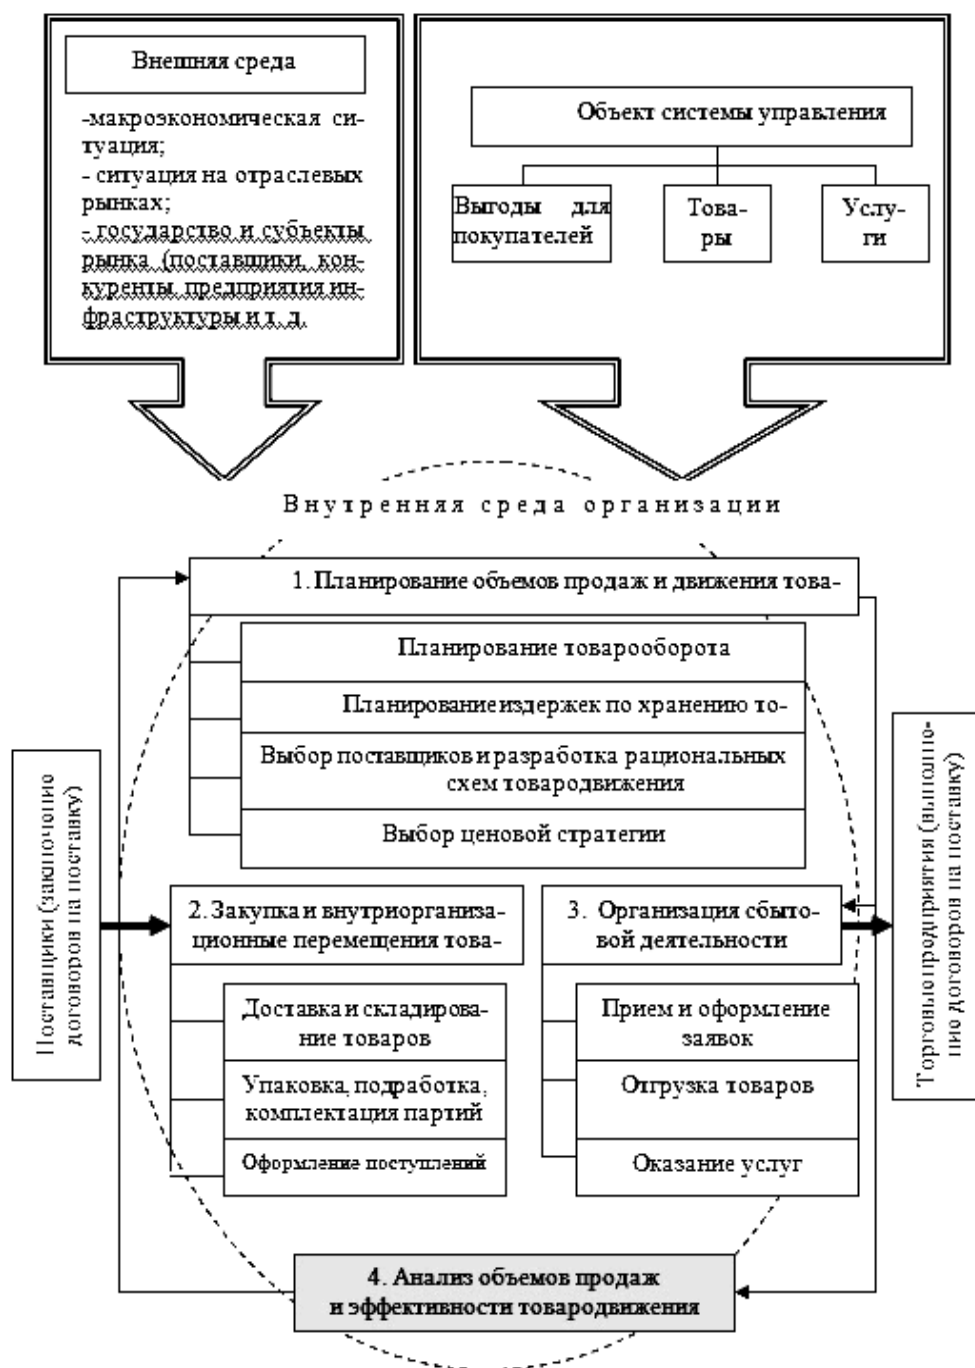 Внешняя среда
-макроэкономическая си-
туация;
- ситуация на отраслевых
рынках;
- государство и субъекты
рынка (поставщики, кон-
куренты, предприятия ин-
фраструктуры и т. д.
Объект системы управления
Выгоды для
покупателей
Това-
ры
Услу-
ги
Внутренняя среда организации
1. Планирование объемов продаж и движения това-
Планирование товарооборота
Планирование издержек по хранению то-
Выбор поставщиков и разработка рациональных
схем товародвижения
Выбор ценовой стратегии
Поставщики (заключение
договоров на поставку)
2. Закупка и внутриорганиза-
ционные перемещения това-
Доставка и складирова-
ние товаров
Упаковка, подработка,
комплектация партий
Оформление поступлений
3. Организация сбыто-
вой деятельности
Прием и оформление
заявок
Отгрузка товаров
Оказание услуг
Торговые предприятия (выполне-
ние договоров на поставку)
4. Анализ объемов продаж
и эффективности товародвижения